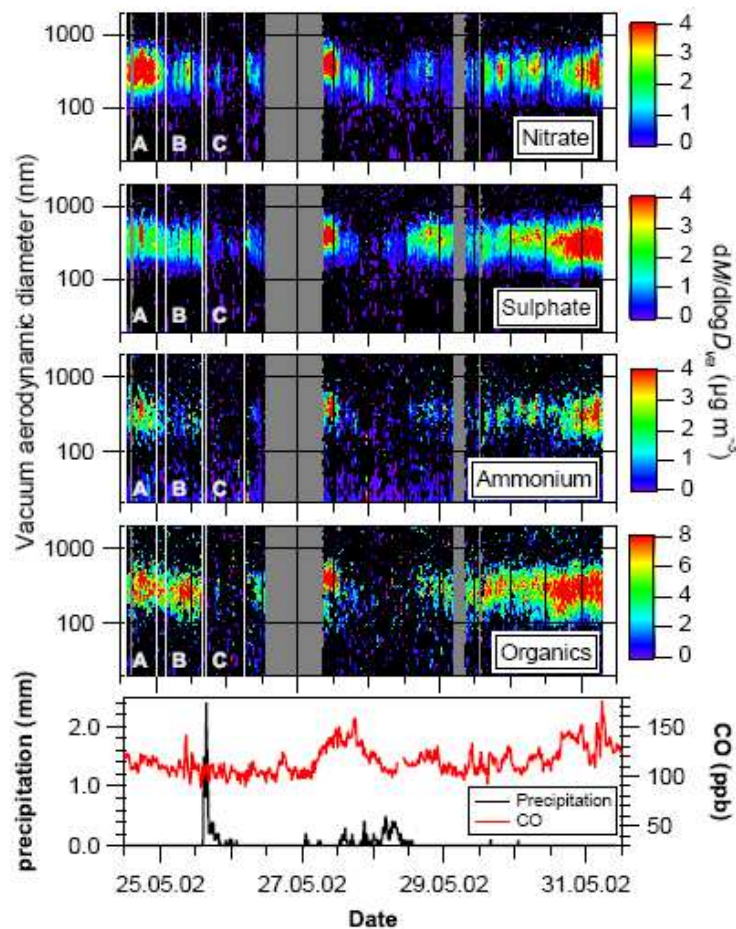 1000
100
A B C
Nitrate
4
3
2
1
0
1000
100
A B C
Sulphate
4
3
2
1
0
1000
100
A B C
Ammonium
4
3
2
1
0
1000
100
A B C
Organics
8
6
4
2
0
Vacuum aerodynamic diameter (nm)
dM/dlogDva (µg m-3)
precipitation (mm)
2.0
1.0
0.0
150
100
50
CO (ppb)
Precipitation
CO
25.05.02 27.05.02 29.05.02 31.05.02
Date